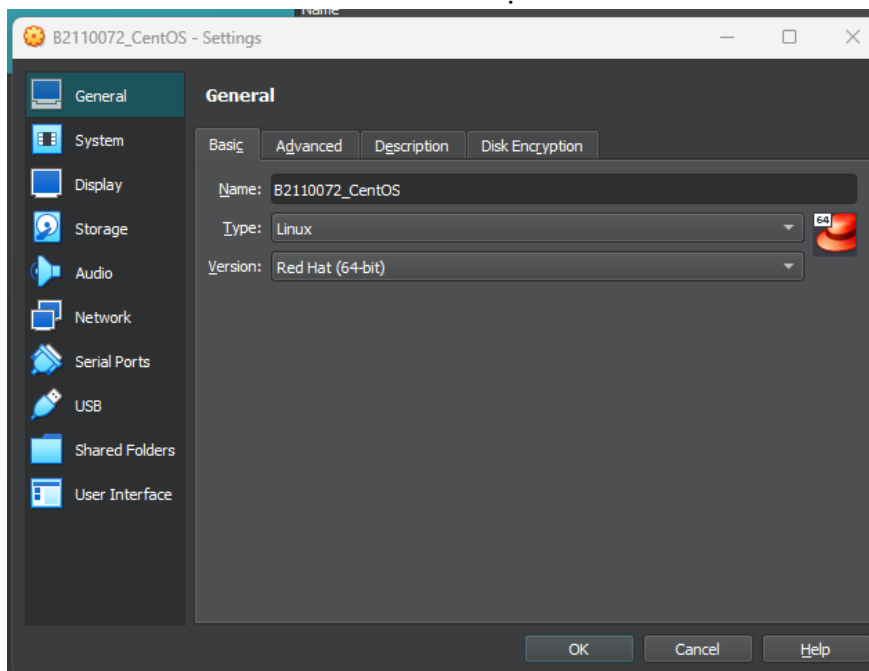 Name
B2110072_CentOS - Settings
General
System
Display
Storage
Audio
Network
Serial Ports
USB
Shared Folders
User Interface
General
Basic Advanced Description Disk Encryption
Name: B2110072_CentOS
Type: Linux
64
Version: Red Hat (64-bit)
OK Cancel Help